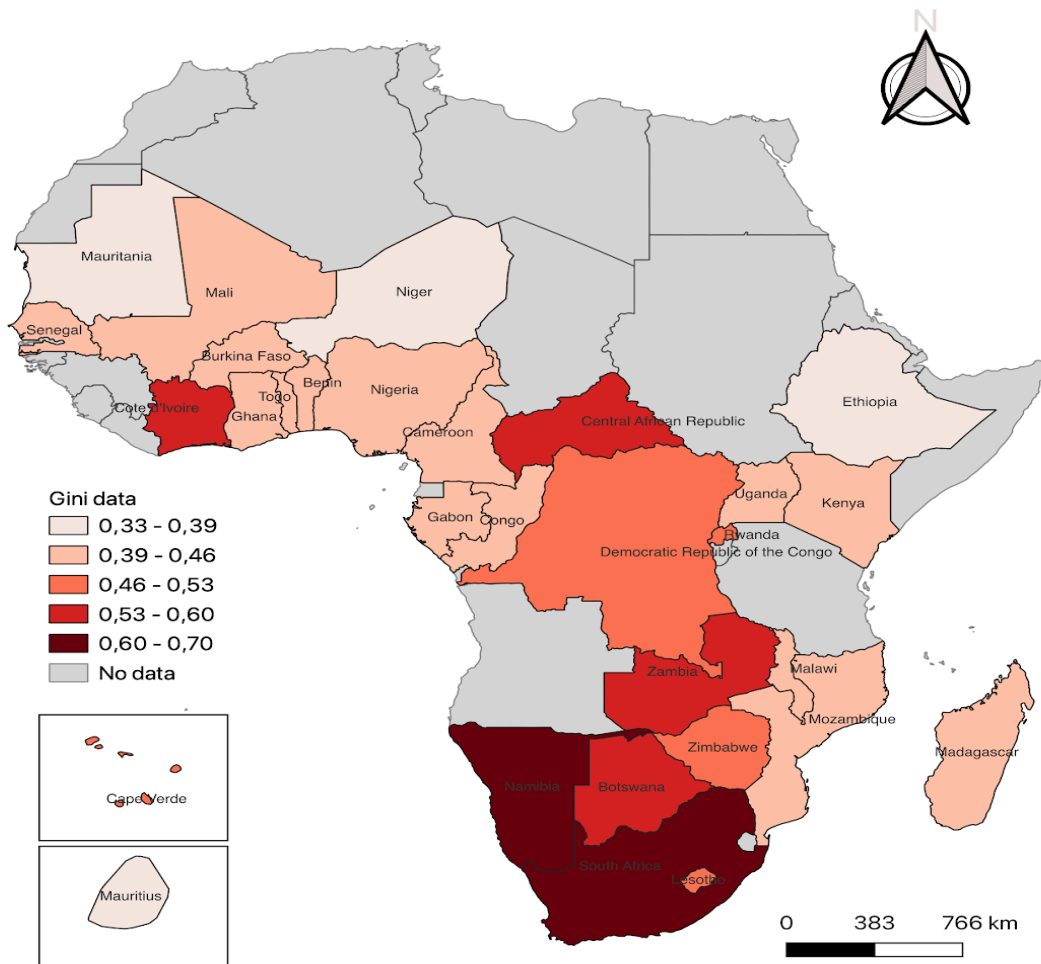 N
Mauritania
Mali
Niger
Senegal
Burkina Faso
Benin
Nigeria
Togo
Ghana
Cote d'Ivoire
Ethiopia
Central African Republic
Cameroon
Uganda
Kenya
Gabon
Congo
Rwanda
Democratic Republic of the Congo
Gini data
0,33 - 0,39
0,39 - 0,46
0,46 - 0,53
0,53 - 0,60
0,60 - 0,70
No data
Zambia
Malawi
Mozambique
Zimbabwe
Madagascar
Namibia
Botswana
Cape Verde
South Africa
Lesotho
Mauritius
0 383 766 km